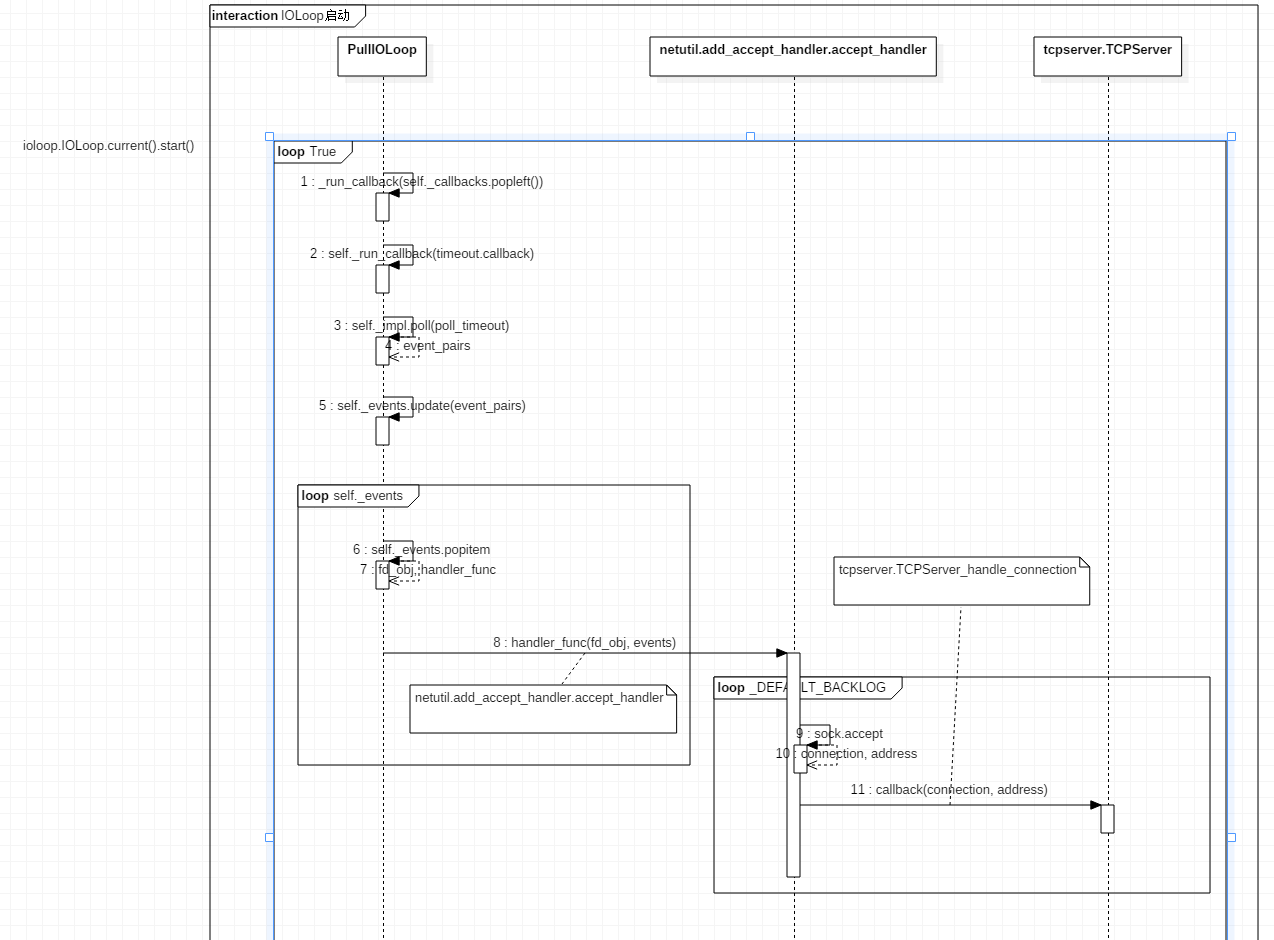 interaction IOLoop启动
PullIOLoop
netutil.add_accept_handler.accept_handler
tcpserver.TCPServer
ioloop.IOLoop.current().start()
loop True
1 : _run_callback(self._callbacks.popleft())
2 : self._run_callback(timeout.callback)
3 : self._impl.poll(poll_timeout)
4 : event_pairs
5 : self._events.update(event_pairs)
loop self._events
6 : self._events.popitem
7 : fd_obj, handler_func
tcpserver.TCPServer_handle_connection
8 : handler_func(fd_obj, events)
netutil.add_accept_handler.accept_handler
loop _DEFAULT_BACKLOG
9 : sock.accept
10 : connection, address
11 : callback(connection, address)